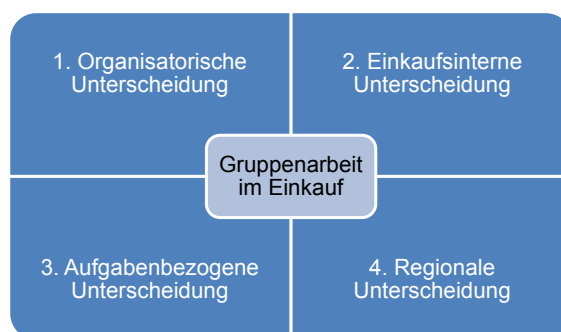 1. Organisatorische
Unterscheidung
2. Einkaufsinterne
Unterscheidung
Gruppenarbeit
im Einkauf
3. Aufgabenbezogene
Unterscheidung
4. Regionale
Unterscheidung